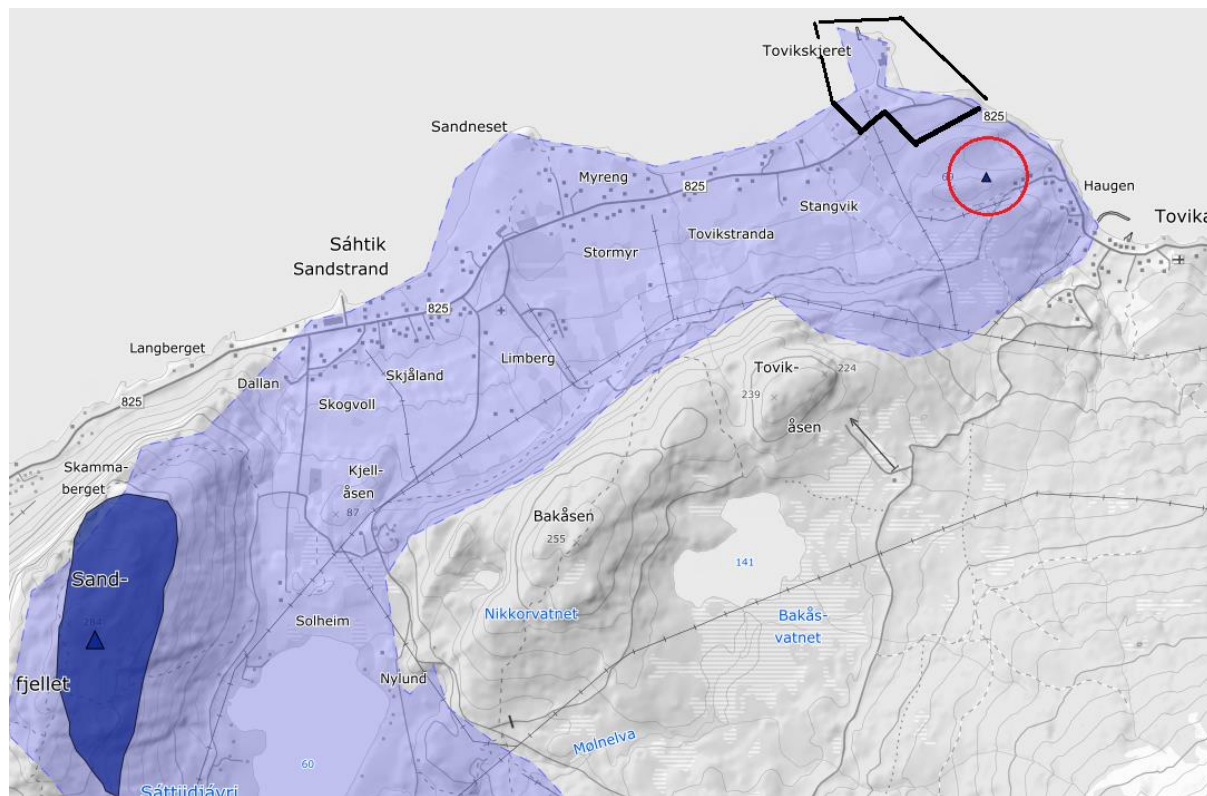 Tovikskjeret
825
Sandneset
69
Haugen
Myreng
825
Stangvik
Tovika
Tovikstranda
Sáhtik
Sandstrand
Stormyr
825
Langberget
Limberg
Tovik-
224
239
Dallan
Skjåland
825
Skogvoll
åsen
Skamma-
berget
Kjell-
åsen
87
Bakåsen
255
141
Sand-
284
Nikkorvatnet
Bakås-
vatnet
Solheim
fjellet
Nylund
Mølnelva
60